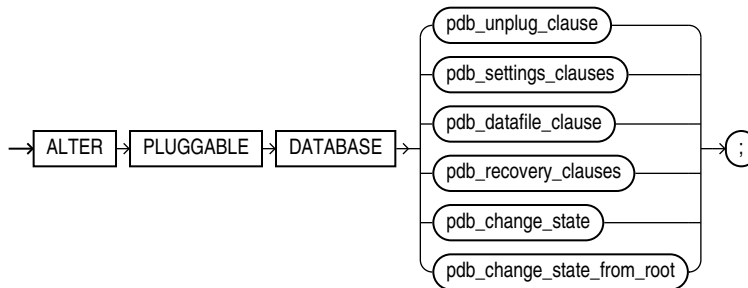 pdb_unplug_clause
pdb_settings_clauses
pdb_datafile_clause
ALTER PLUGGABLE DATABASE ;
pdb_recovery_clauses
pdb_change_state
pdb_change_state_from_root